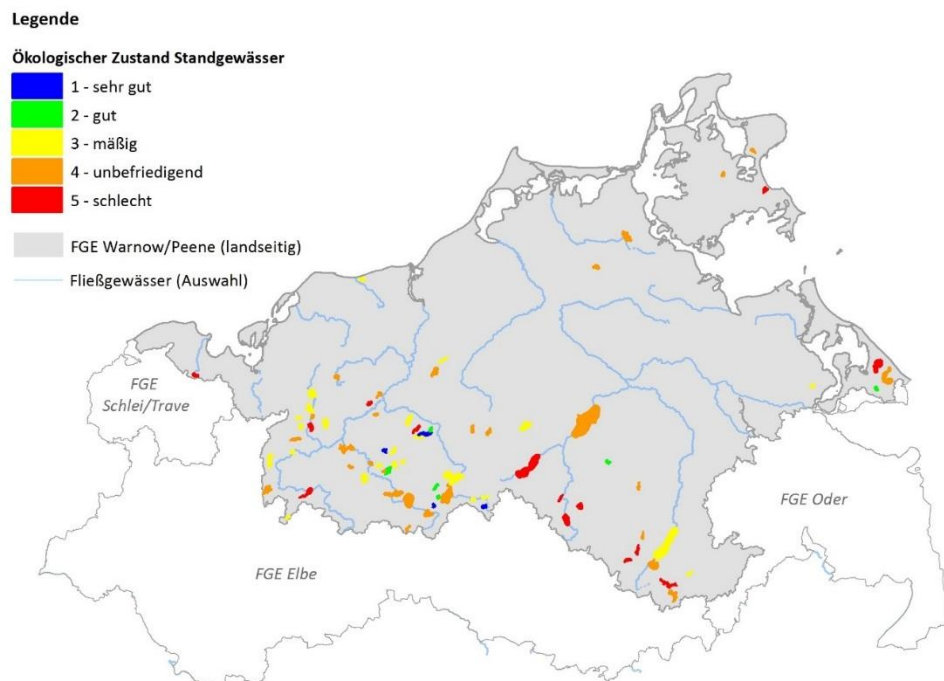 Legende
Ökologischer Zustand Standgewässer
1 - sehr gut
2 - gut
3 - mäßig
4 - unbefriedigend
5 - schlecht
FGE Warnow/Peene (landseitig)
Fließgewässer (Auswahl)
FGE
Schlei/Trave
FGE Oder
FGE Elbe